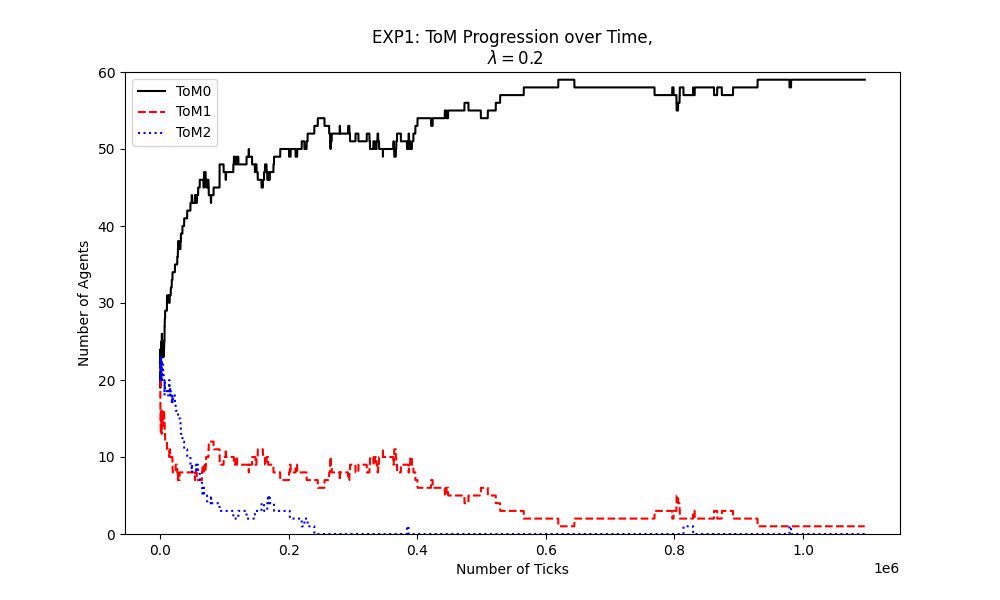 EXP1: ToM Progression over Time,
λ = 0.2
ToM0
ToM1
ToM2
Number of Agents
60
50
40
30
20
10
0
0.0 0.2 0.4 0.6 0.8 1.0
1e6
Number of Ticks